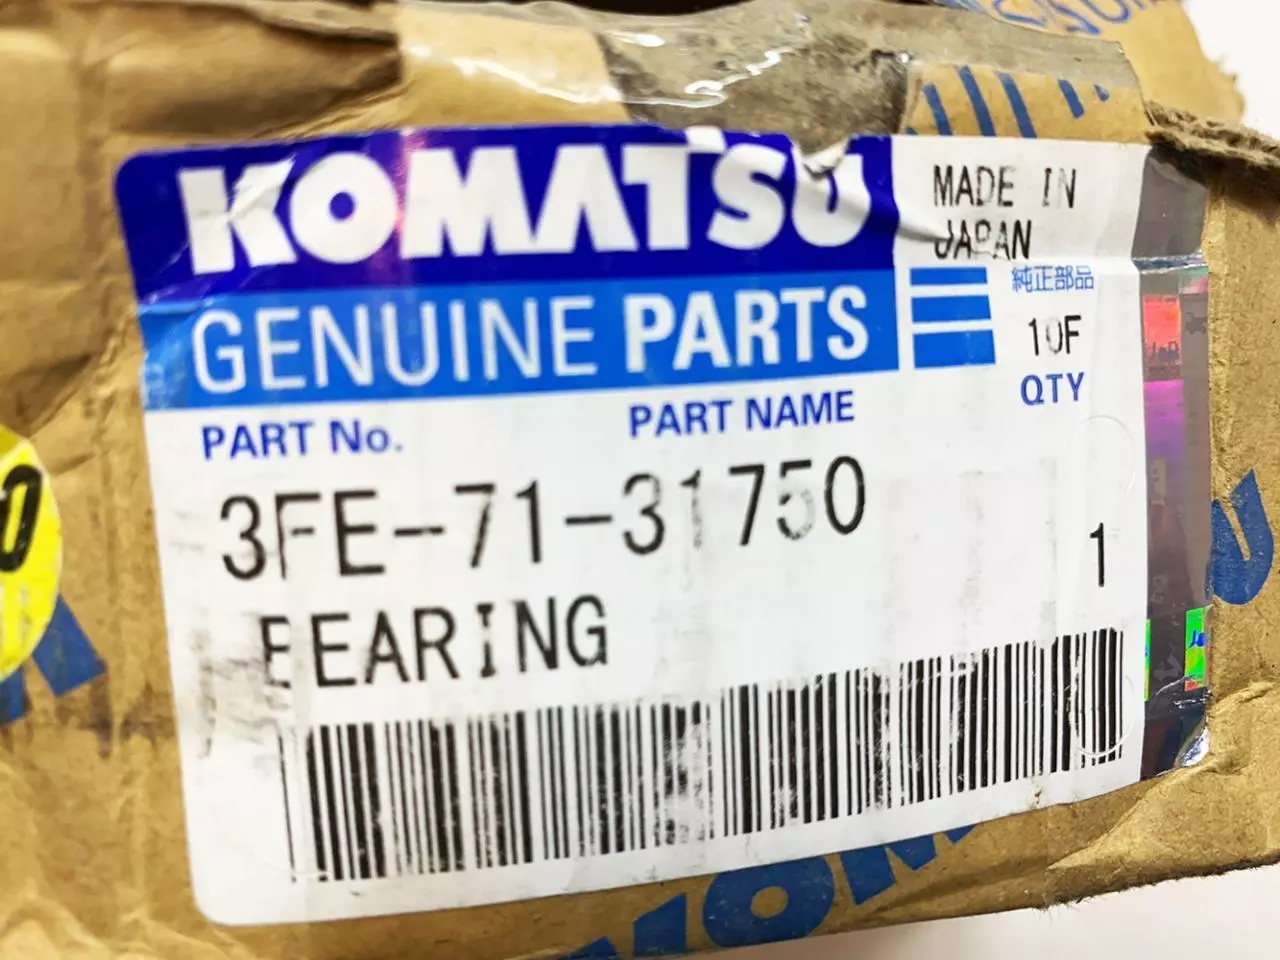 KOMATSU
MADE IN
JAPAN
GENUINE PARTS
純正部品
10F
PART No.
PART NAME
QTY
3FE-71-31750
1
BEARING